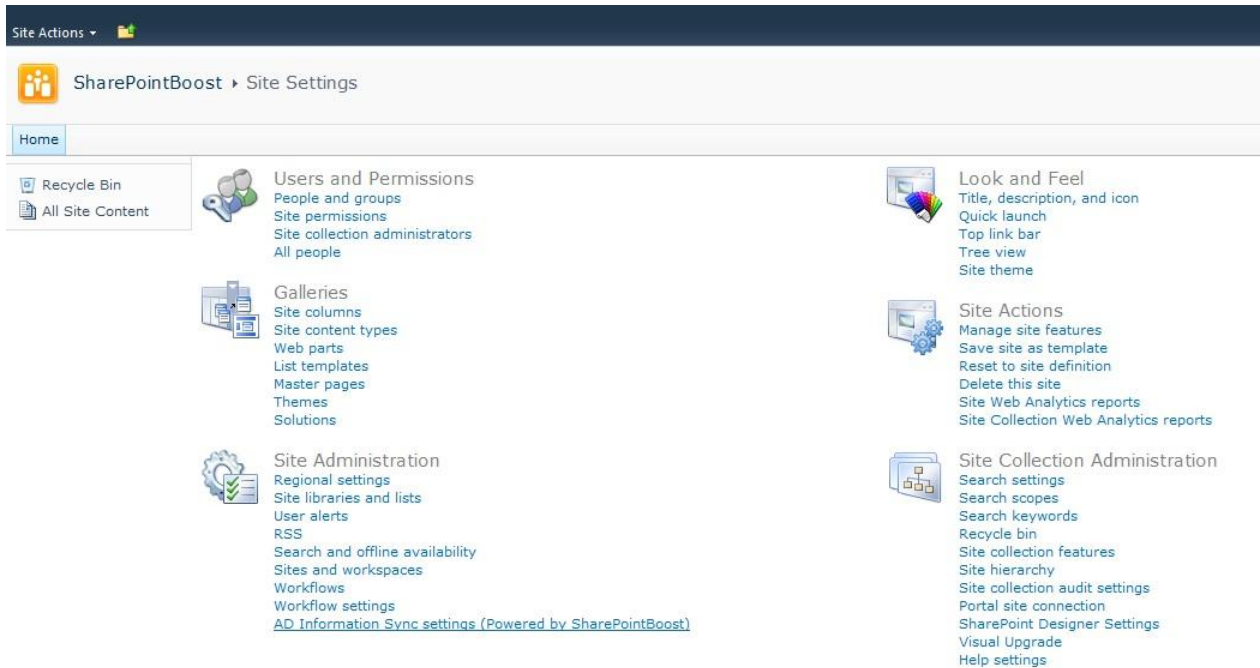 Site Actions
SharePointBoost ▸ Site Settings
Home
Recycle Bin
All Site Content
Users and Permissions
People and groups
Site permissions
Site collection administrators
All people
Galleries
Site columns
Site content types
Web parts
List templates
Master pages
Themes
Solutions
Site Administration
Regional settings
Site libraries and lists
User alerts
RSS
Search and offline availability
Sites and workspaces
Workflows
Workflow settings
AD Information Sync settings (Powered by SharePointBoost)
Look and Feel
Title, description, and icon
Quick launch
Top link bar
Tree view
Site theme
Site Actions
Manage site features
Save site as template
Reset to site definition
Delete this site
Site Web Analytics reports
Site Collection Web Analytics reports
Site Collection Administration
Search settings
Search scopes
Search keywords
Recycle bin
Site collection features
Site hierarchy
Site collection audit settings
Portal site connection
SharePoint Designer Settings
Visual Upgrade
Help settings